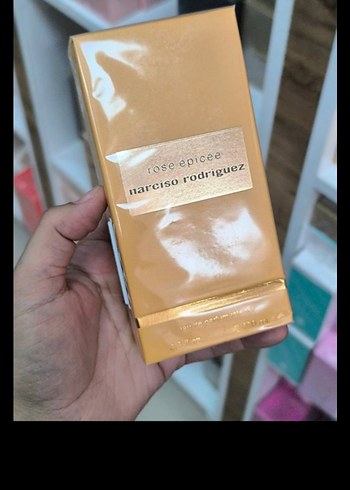 rose épicée
narciso rodriguez